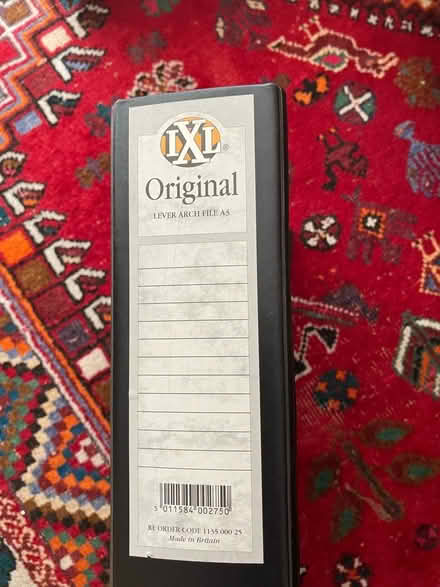 IXL®
Original
LEVER ARCH FILE A5
5 011584 002750
RE ORDER CODE 1155 000 25
Made in Britain